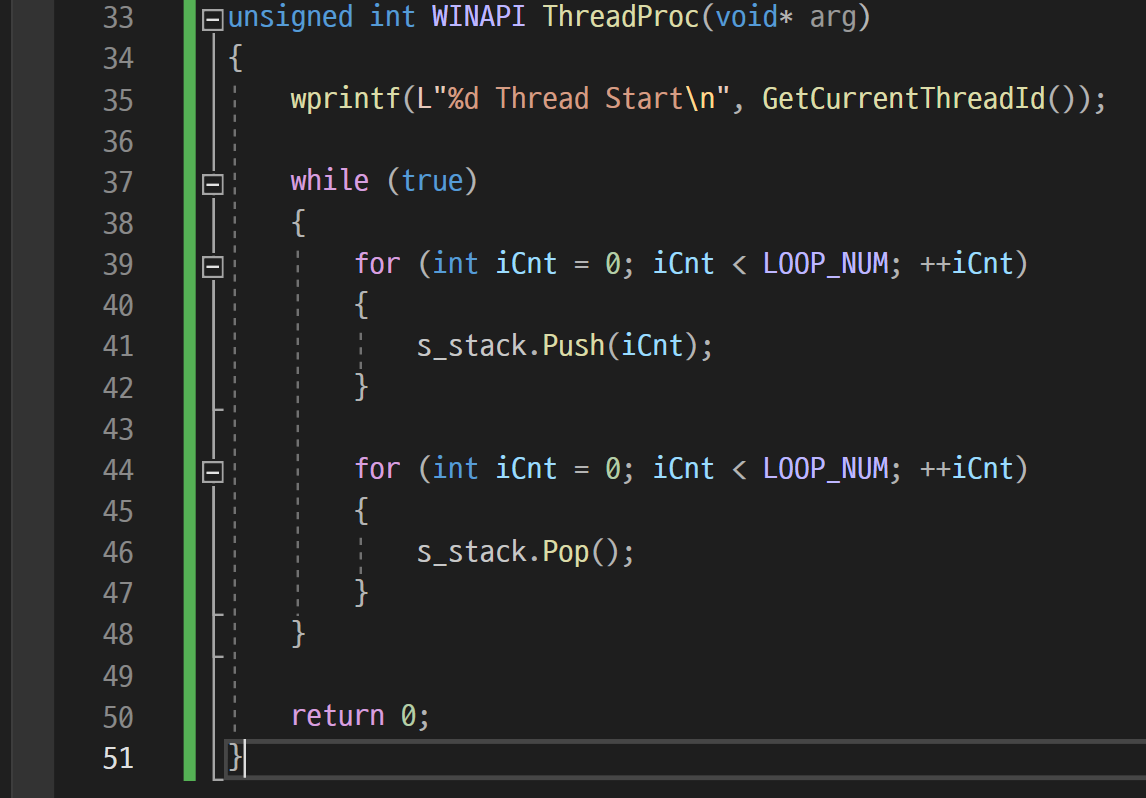 33 unsigned int WINAPI ThreadProc(void* arg)
34 {
35     wprintf(L"%d Thread Start\n", GetCurrentThreadId());
36
37     while (true)
38     {
39         for (int iCnt = 0; iCnt < LOOP_NUM; ++iCnt)
40         {
41             s_stack.Push(iCnt);
42         }
43
44         for (int iCnt = 0; iCnt < LOOP_NUM; ++iCnt)
45         {
46             s_stack.Pop();
47         }
48     }
49
50     return 0;
51 }